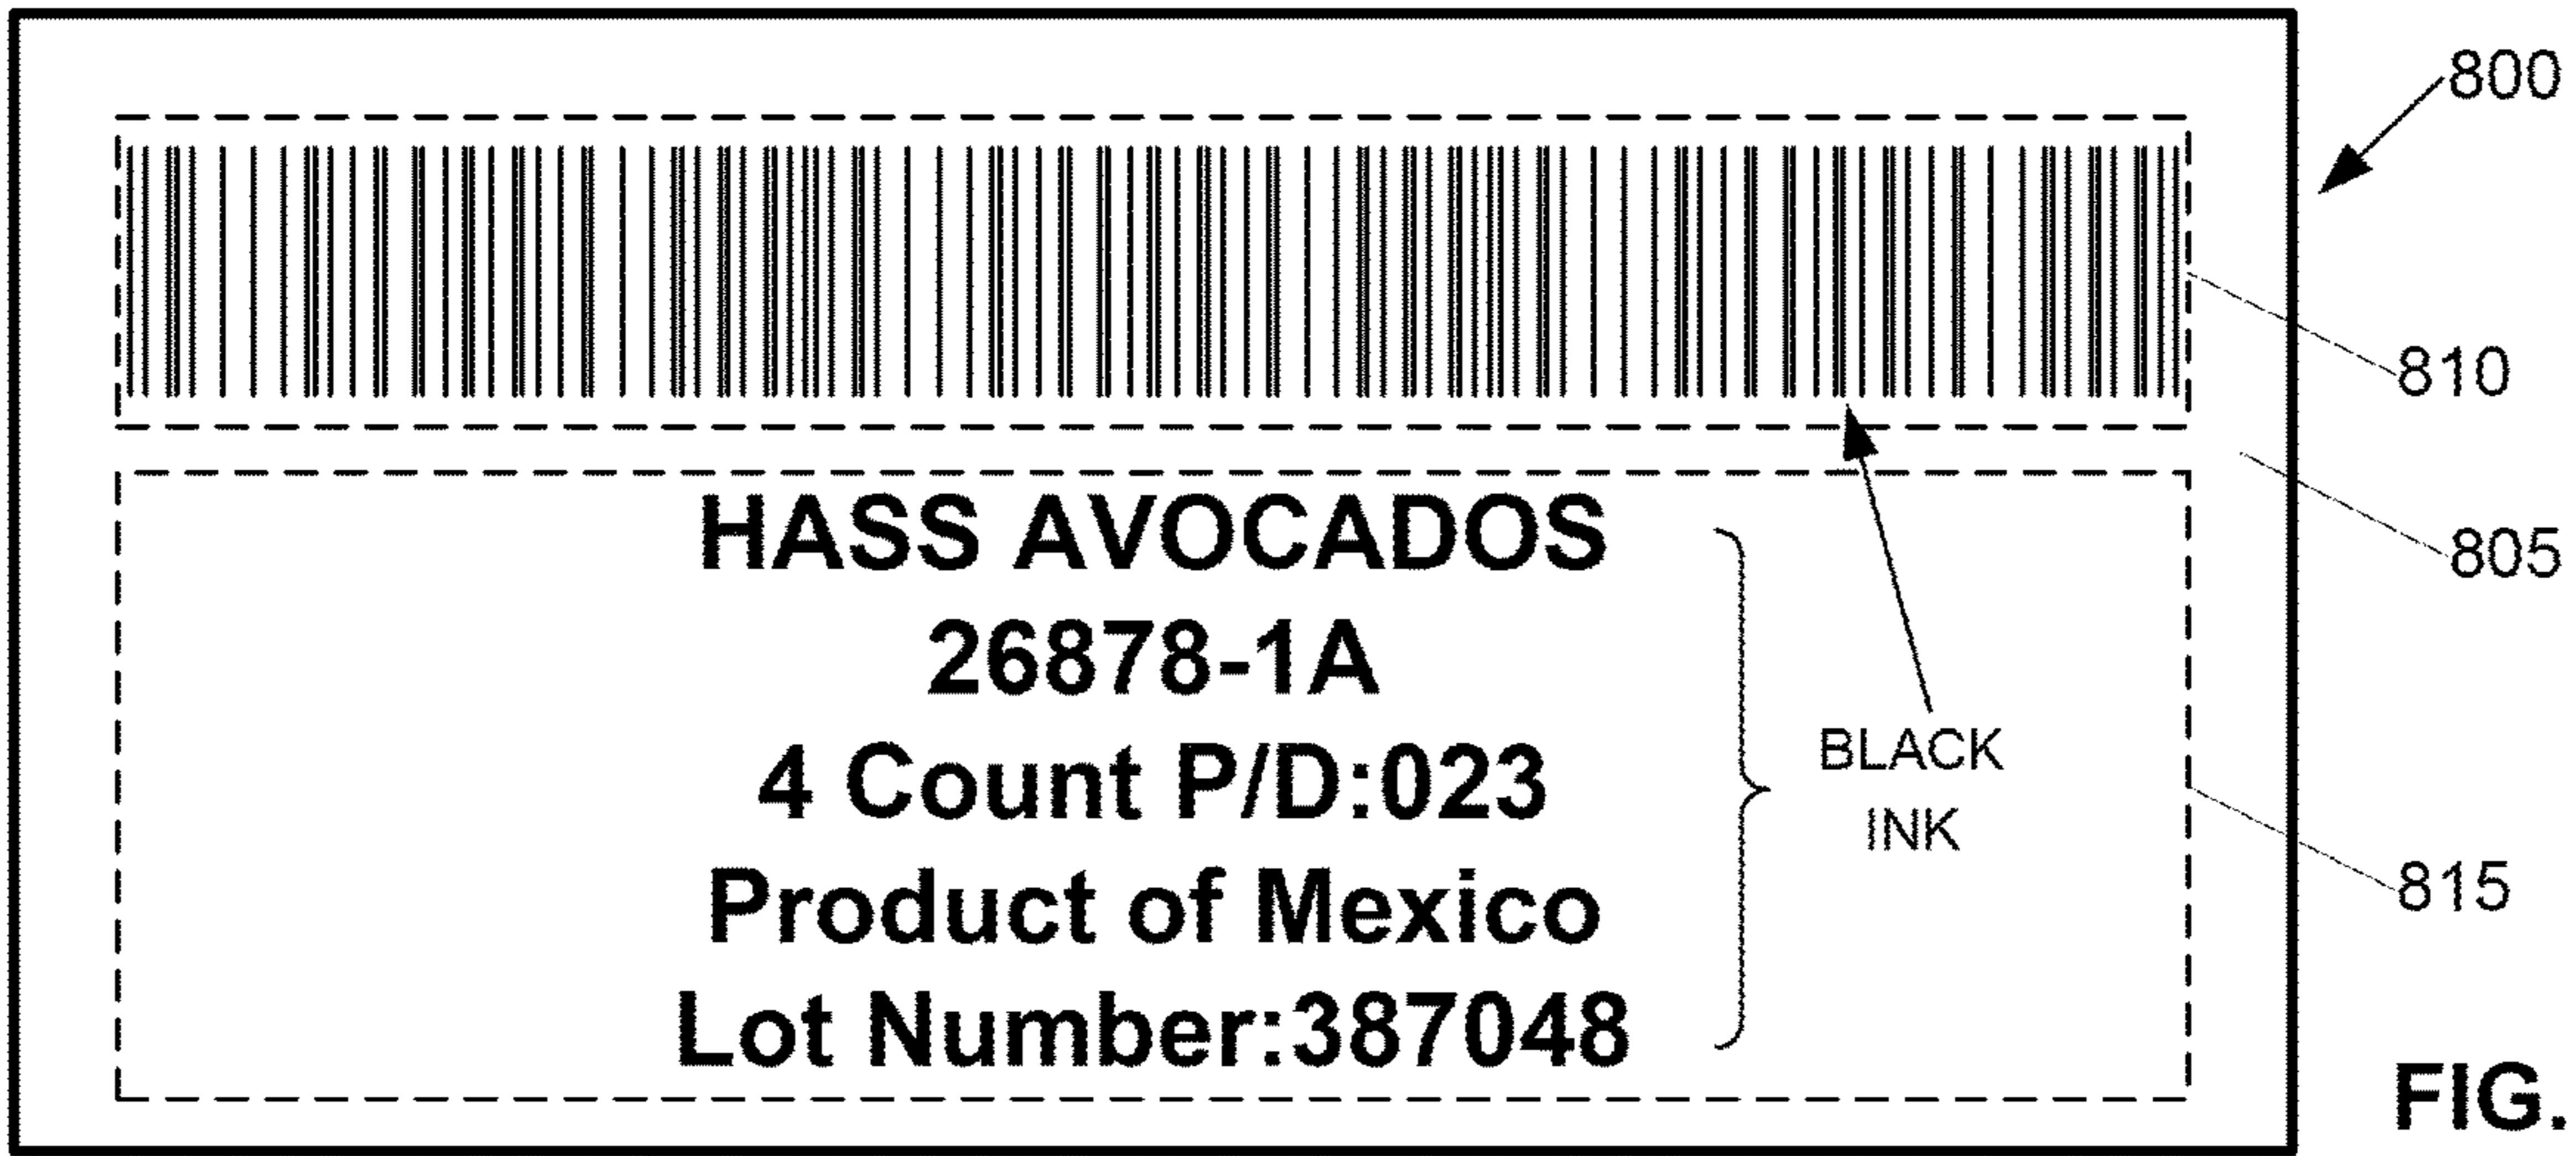 800
810
805
HASS AVOCADOS
26878-1A
4 Count P/D:023
Product of Mexico
Lot Number:387048
BLACK
INK
815
FIG.